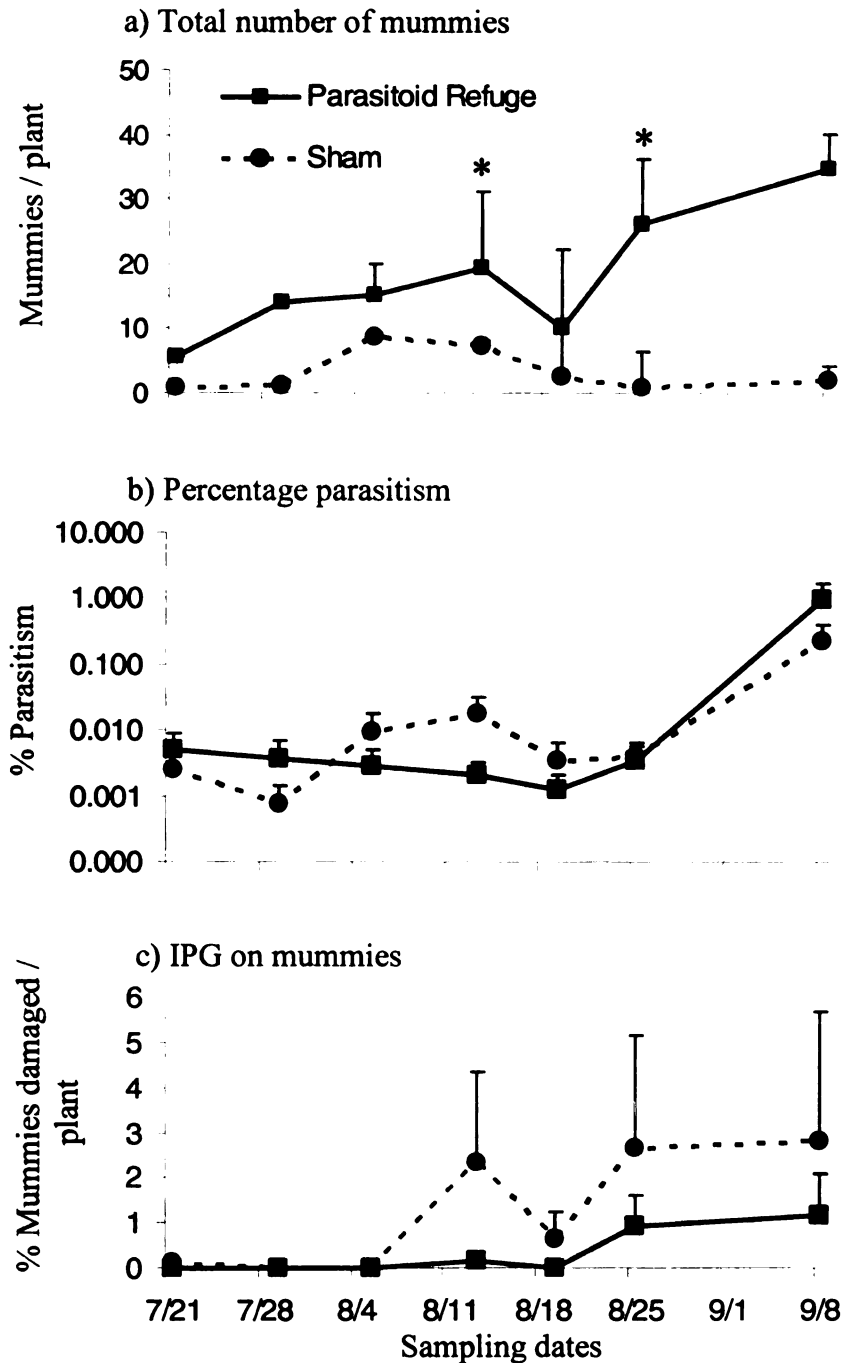 a) Total number of mummies
50
40
30
20
10
0
Mummies / plant
Parasitoid Refuge
Sham
*
*
b) Percentage parasitism
10.000
1.000
0.100
0.010
0.001
0.000
% Parasitism
c) IPG on mummies
6
5
4
3
2
1
0
% Mummies damaged /
plant
7/21 7/28 8/4 8/11 8/18 8/25 9/1 9/8
Sampling dates